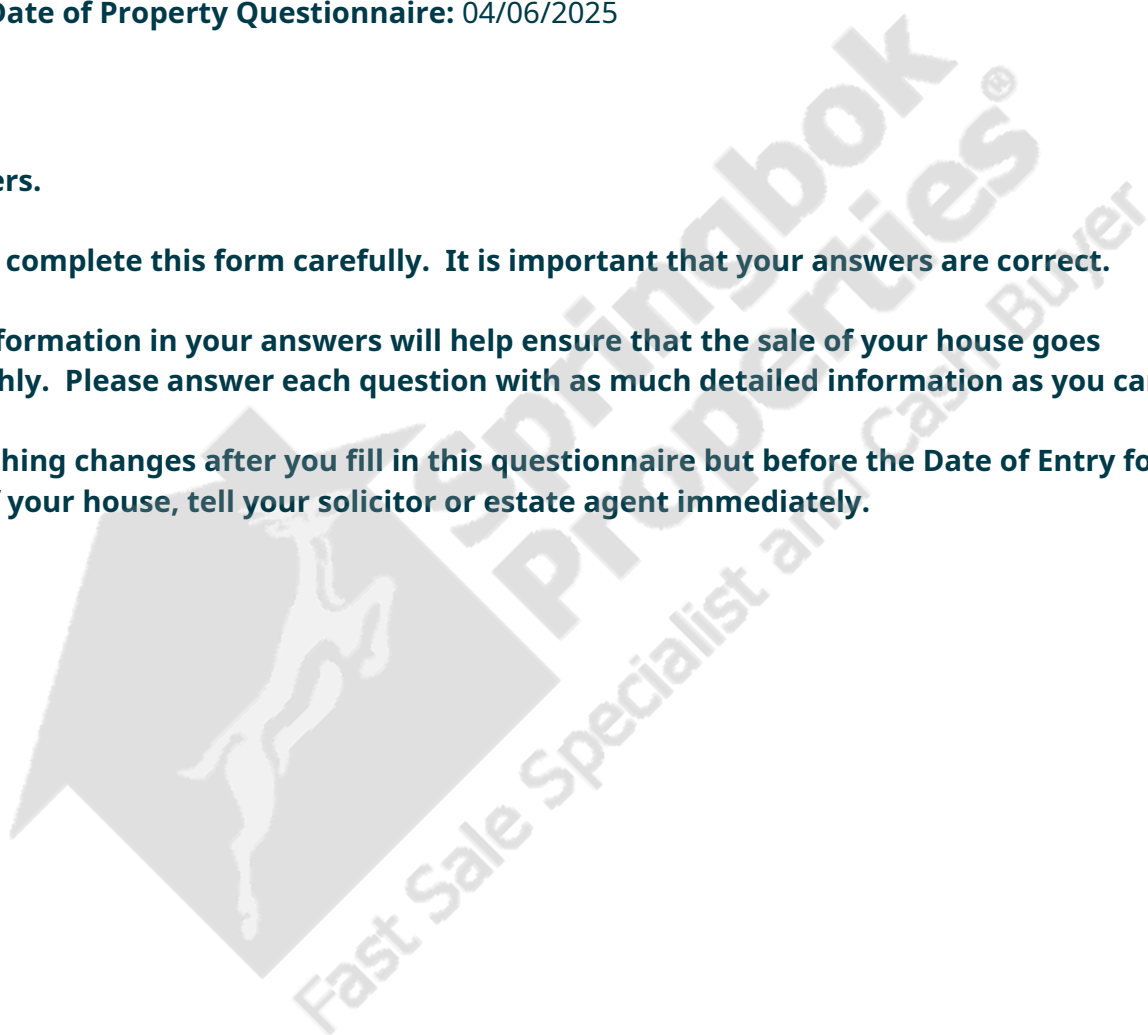 Date of Property Questionnaire: 04/06/2025
ers.
complete this form carefully. It is important that your answers are correct.
formation in your answers will help ensure that the sale of your house goes
hly. Please answer each question with as much detailed information as you ca
thing changes after you fill in this questionnaire but before the Date of Entry fo
f your house, tell your solicitor or estate agent immediately.
Springbok
Properties®
Fast Sale Specialist and Cash Buyer